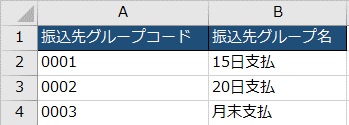 A B
1 振込先グループコード 振込先グループ名
2 0001 15日支払
3 0002 20日支払
4 0003 月末支払